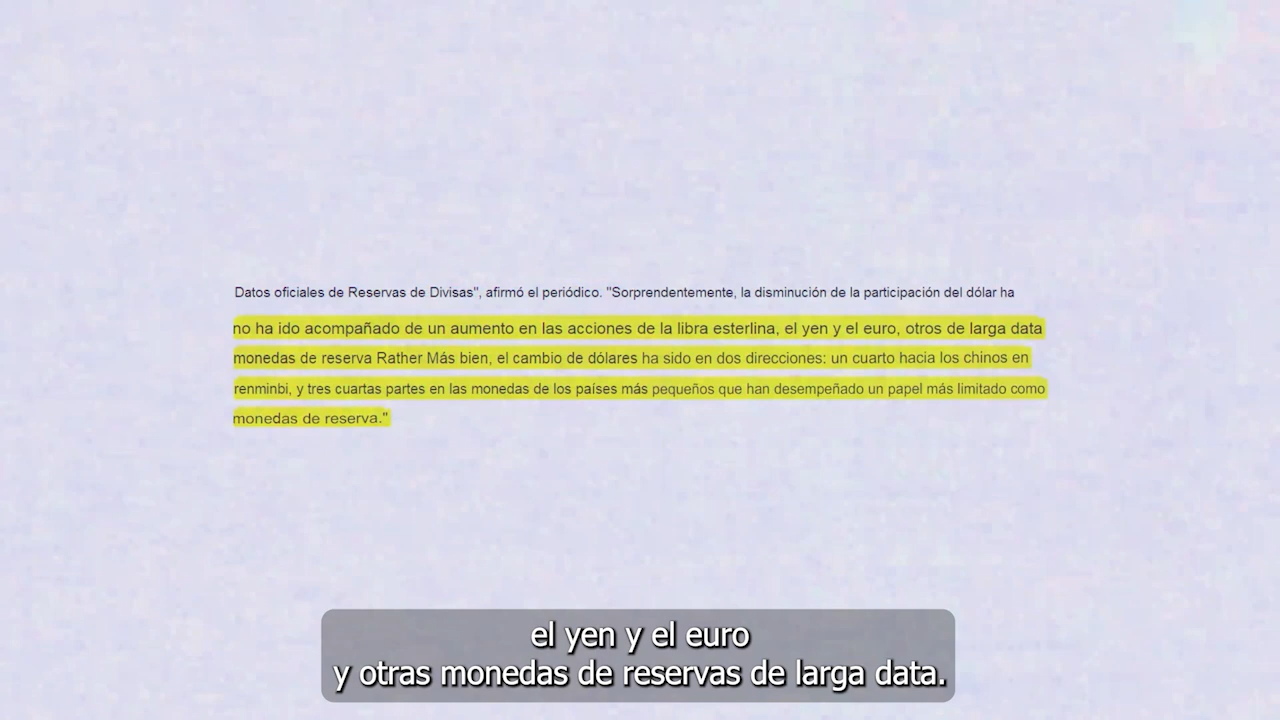 Datos oficiales de Reservas de Divisas", afirmó el periódico. "Sorprendentemente, la disminución de la participación del dólar ha
no ha ido acompañado de un aumento en las acciones de la libra esterlina, el yen y el euro, otros de larga data
monedas de reserva Rather Más bien, el cambio de dólares ha sido en dos direcciones: un cuarto hacia los chinos en
renminbi, y tres cuartas partes en las monedas de los países más pequeños que han desempeñado un papel más limitado como
monedas de reserva."
el yen y el euro
y otras monedas de reservas de larga data.